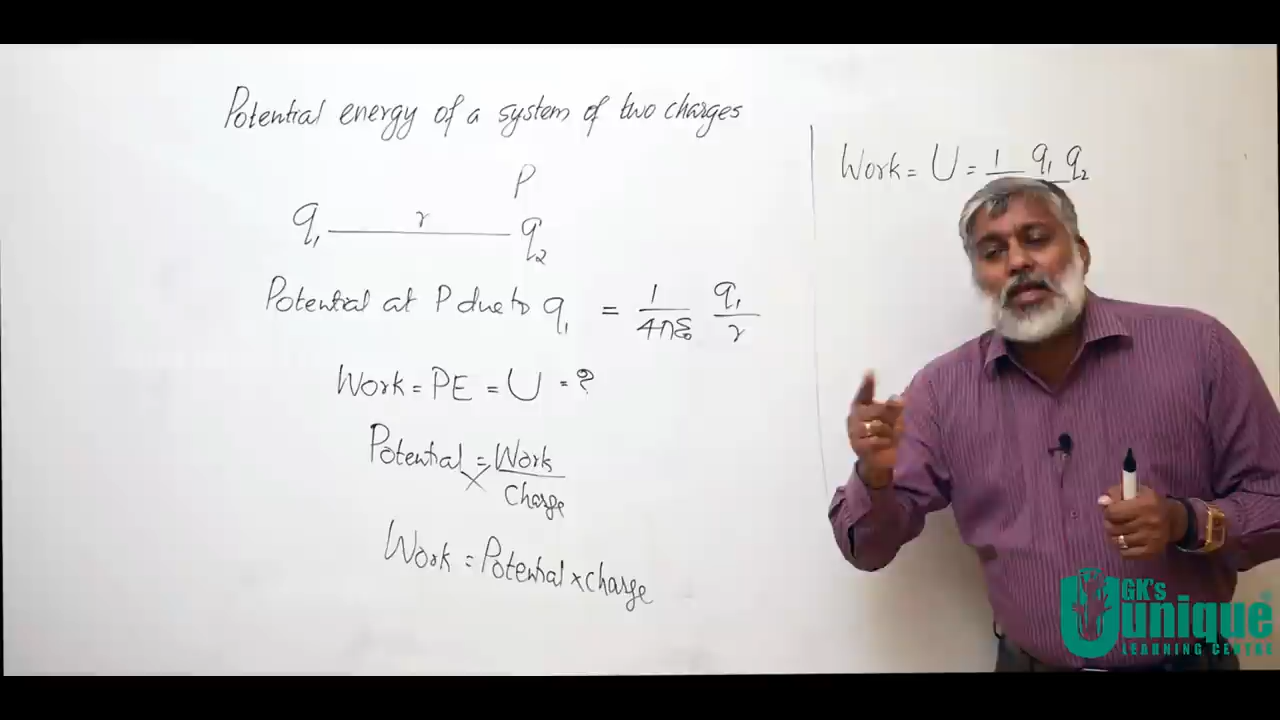 Potential energy of a system of two charges
P
q₁ r q₂
Potential at P due to q₁ = 1/4πε₀ q₁/r
Work = PE = U = ?
Potential = Work/Charge
Work = Potential × charge
Work = U = 1 q₁ q₂
GK's
unique
LEARNING CENTRE